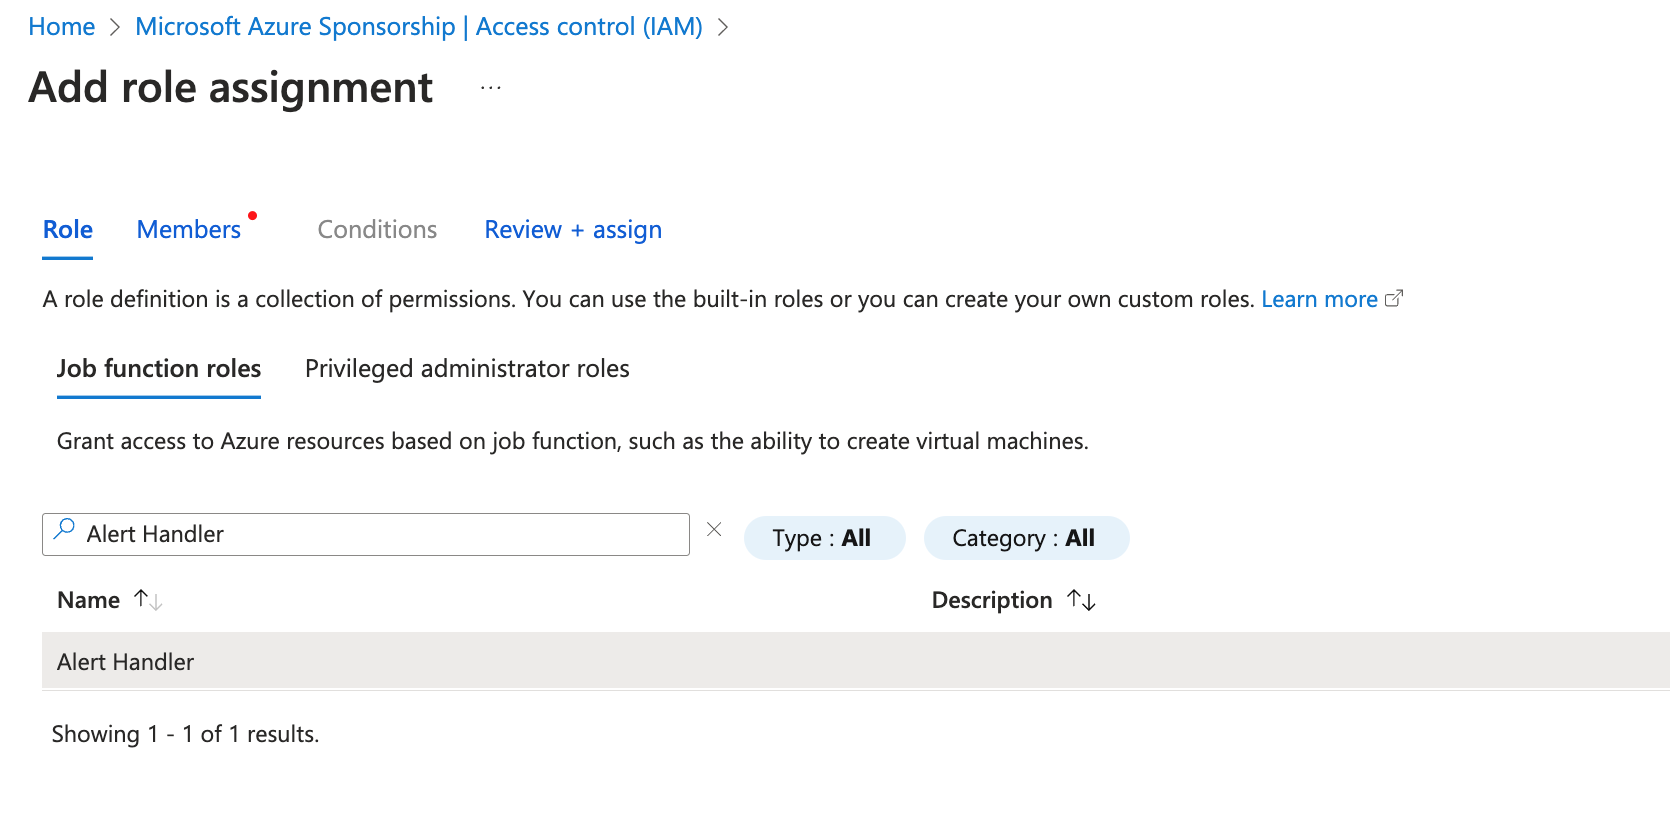 Home > Microsoft Azure Sponsorship | Access control (IAM) >
Add role assignment ...
Role Members Conditions Review + assign
A role definition is a collection of permissions. You can use the built-in roles or you can create your own custom roles. Learn more
Job function roles Privileged administrator roles
Grant access to Azure resources based on job function, such as the ability to create virtual machines.
Alert Handler Type : All Category : All
Name ↑↓ Description ↑↓
Alert Handler
Showing 1 - 1 of 1 results.